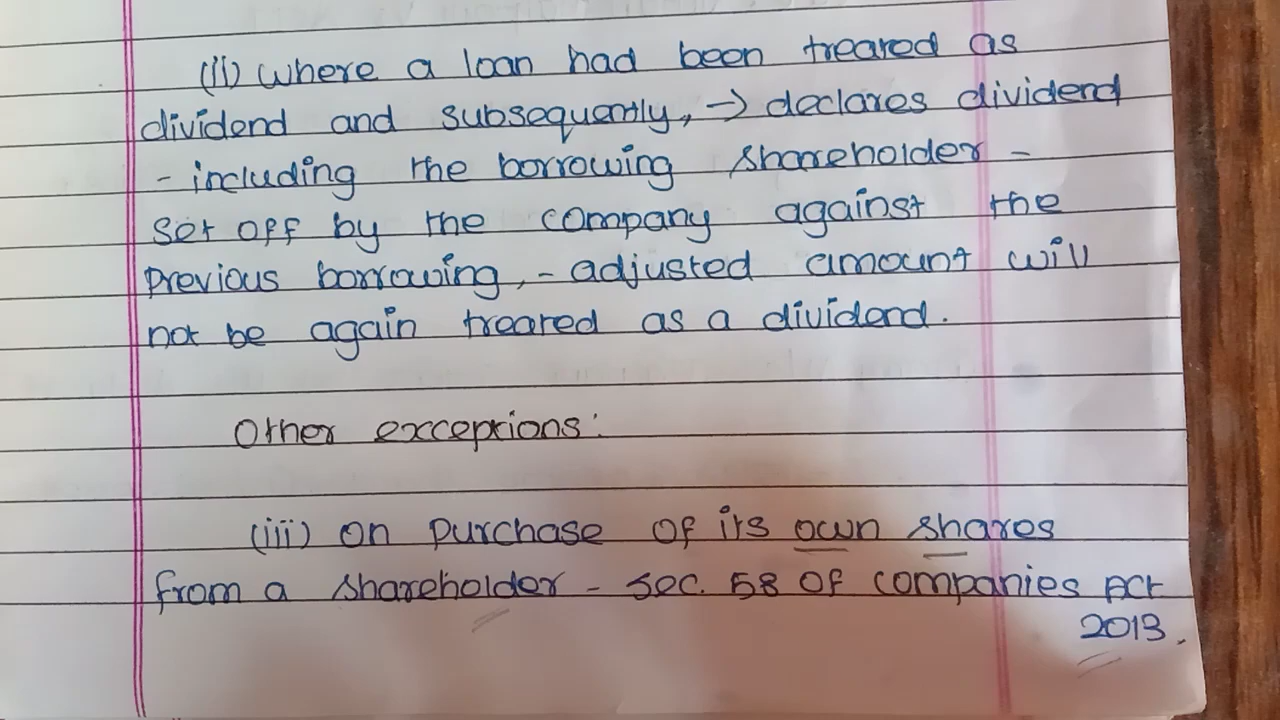 (ii) where a loan had been treated as
dividend and subsequently, → declares dividend
- including the borrowing shareholder -
set off by the company against the
previous borrowing, - adjusted amount will
not be again treated as a dividend.
Other exceptions:
(iii) on purchase of its own shares
from a shareholder - sec. 58 of companies Act
2013.